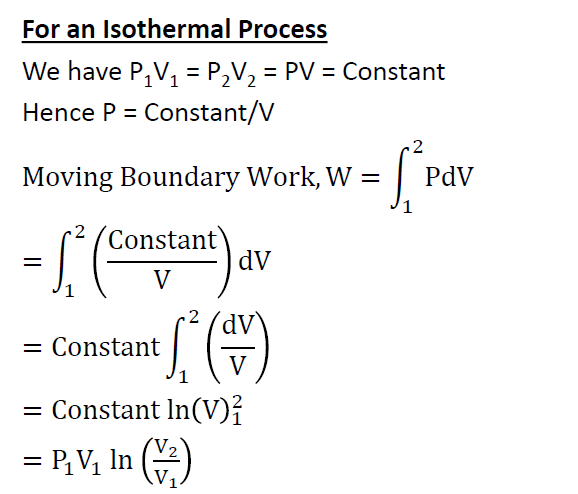 For an Isothermal Process
We have P₁V₁ = P₂V₂ = PV = Constant
Hence P = Constant/V
Moving Boundary Work, W = ∫₁² PdV
= ∫₁² (Constant/V) dV
= Constant ∫₁² (dV/V)
= Constant ln(V)₁²
= P₁V₁ ln (V₂/V₁)